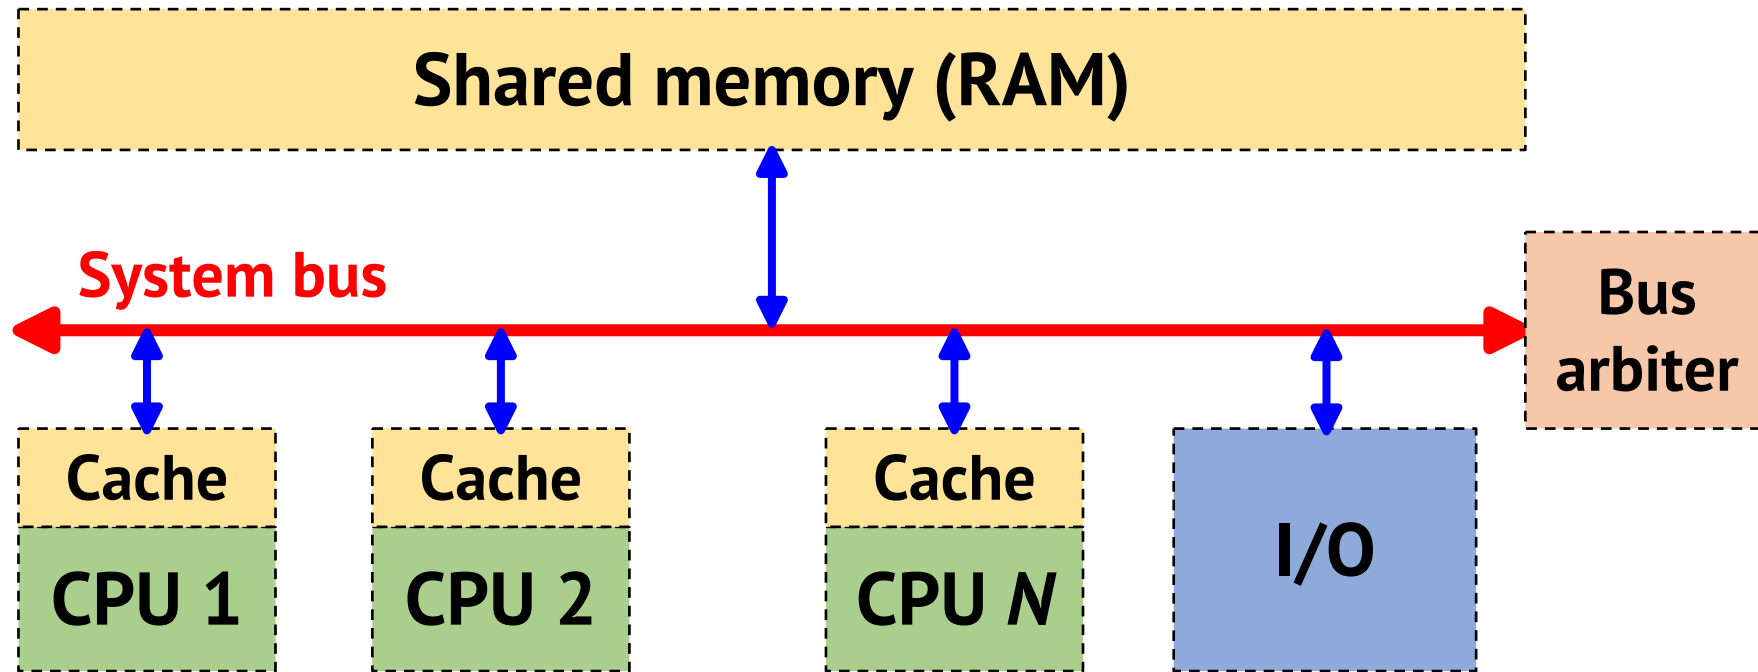 Shared memory (RAM)
System bus
Bus
arbiter
Cache
CPU 1
Cache
CPU 2
Cache
CPU N
I/O